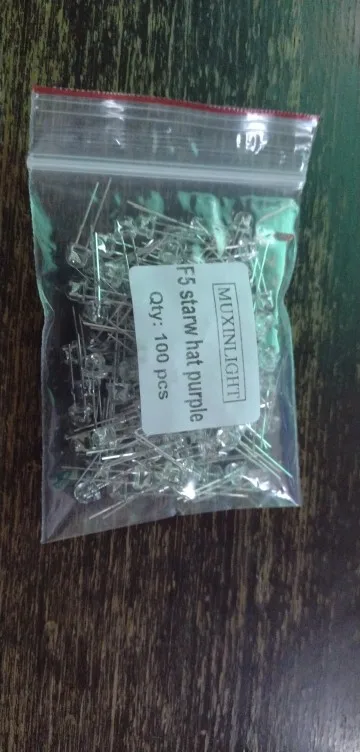 MUXINLIGHT
F5 starw hat purple
Qty: 100 pcs